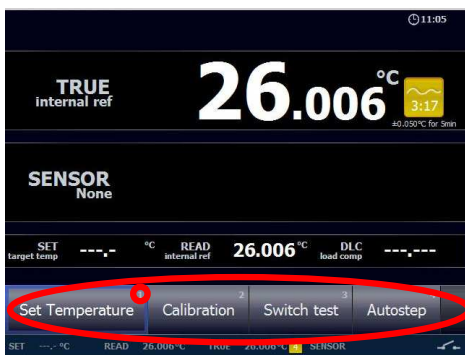 11:05
TRUE
internal ref
26.006 °C
3:17
±0.050°C for 5min
SENSOR
None
SET
target temp
---.- °C
READ
internal ref
26.006 °C
DLC
load comp
---.---
Set Temperature
Calibration 2
Switch test 3
Autostep
SET ---.- °C READ 26.006°C TRUE 26.006°C A SENSOR